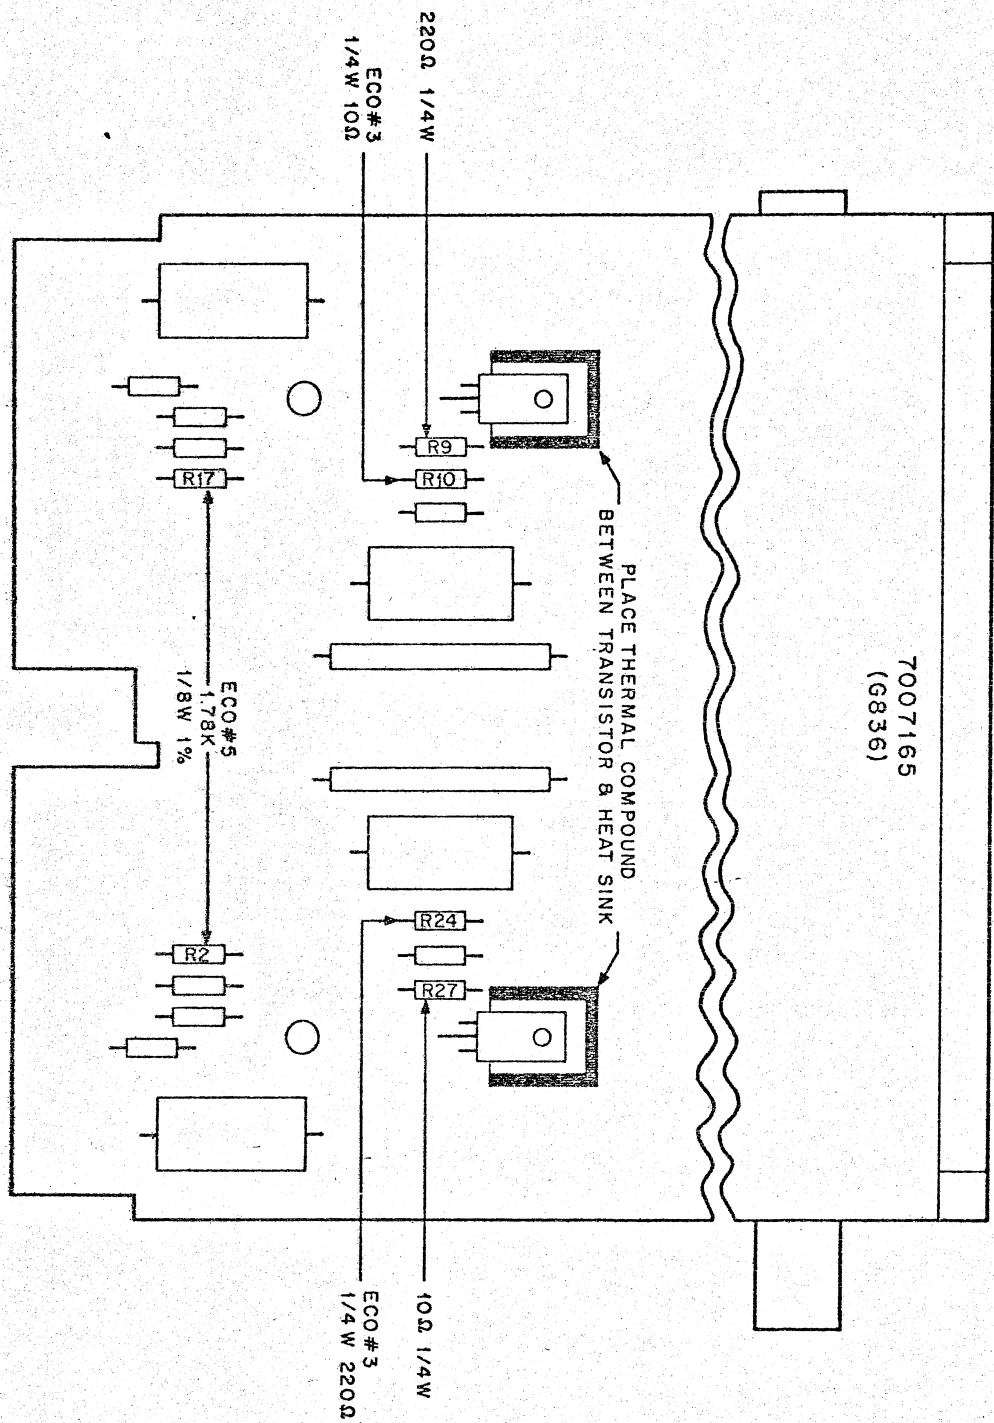 7007165
(G836)
PLACE THERMAL COMPOUND
BETWEEN TRANSISTOR & HEAT SINK
220Ω 1/4W
ECO#3
1/4W 10Ω
R9
R10
R24
R27
10Ω 1/4W
ECO#3
1/4W 220Ω
R17
R2
ECO#5
1.78K
1/8W 1%